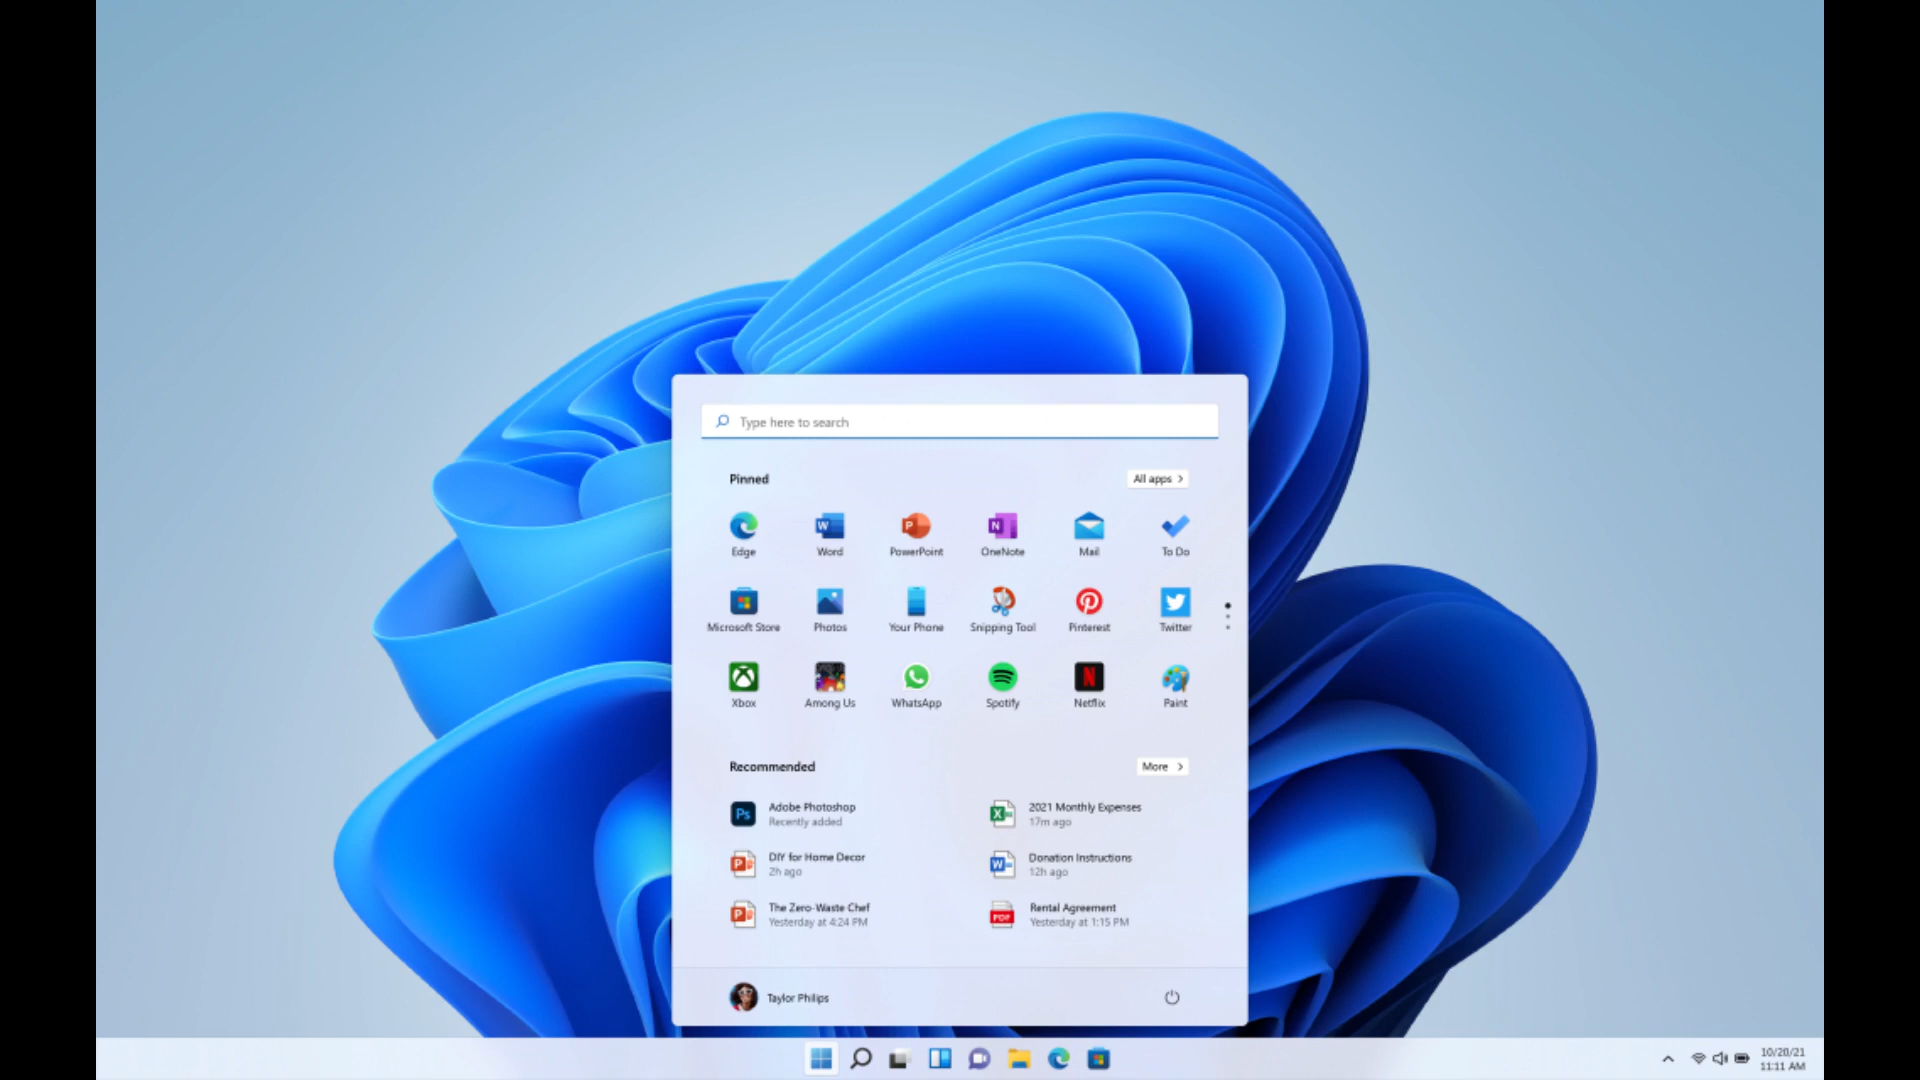 Type here to search
Pinned
All apps
Edge
Word
PowerPoint
OneNote
Mail
To Do
Microsoft Store
Photos
Your Phone
Snipping Tool
Pinterest
Twitter
Xbox
Among Us
WhatsApp
Spotify
Netflix
Paint
Recommended
More
Adobe Photoshop
Recently added
2021 Monthly Expenses
17m ago
DIY for Home Decor
2h ago
Donation Instructions
12h ago
The Zero-Waste Chef
Yesterday at 4:24 PM
Rental Agreement
Yesterday at 1:15 PM
Taylor Philips
10/20/21
11:11 AM